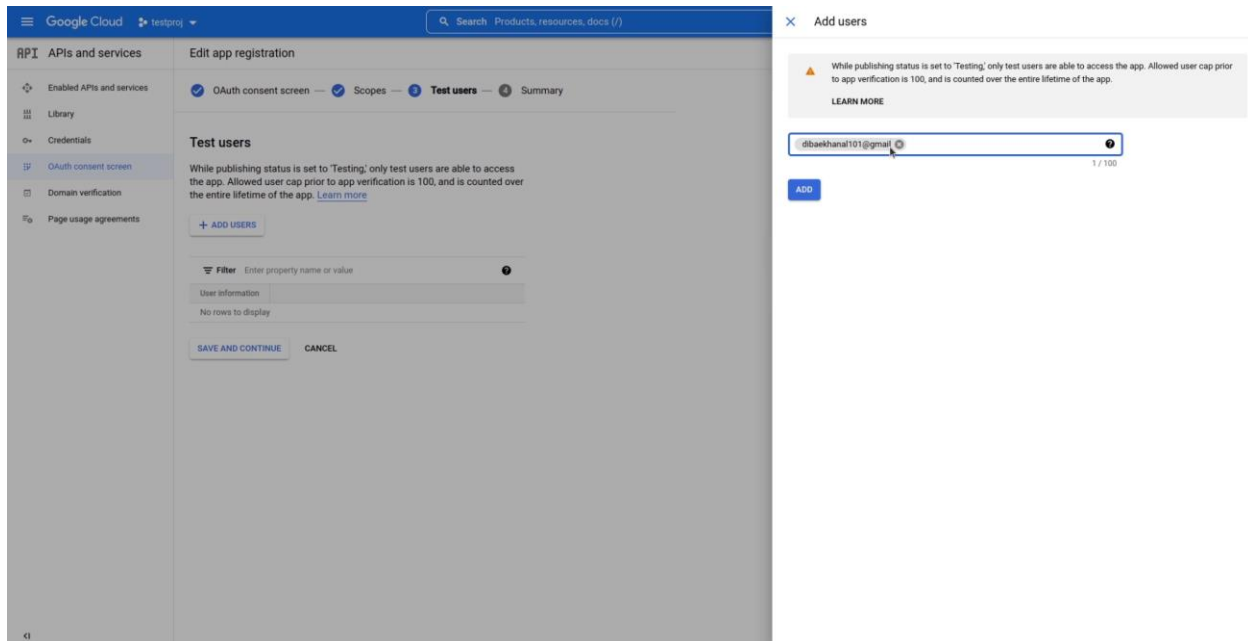 Google Cloud
testproj
Search Products, resources, docs (/)
API APIs and services
Enabled APIs and services
Library
Credentials
OAuth consent screen
Domain verification
Page usage agreements
Edit app registration
OAuth consent screen — Scopes — 3 Test users — 4 Summary
Test users
While publishing status is set to 'Testing,' only test users are able to access
the app. Allowed user cap prior to app verification is 100, and is counted over
the entire lifetime of the app. Learn more
+ ADD USERS
Filter Enter property name or value
User information
No rows to display
SAVE AND CONTINUE CANCEL
Add users
While publishing status is set to 'Testing,' only test users are able to access the app. Allowed user cap prior
to app verification is 100, and is counted over the entire lifetime of the app.
LEARN MORE
dibaekhanal101@gmail
1 / 100
ADD